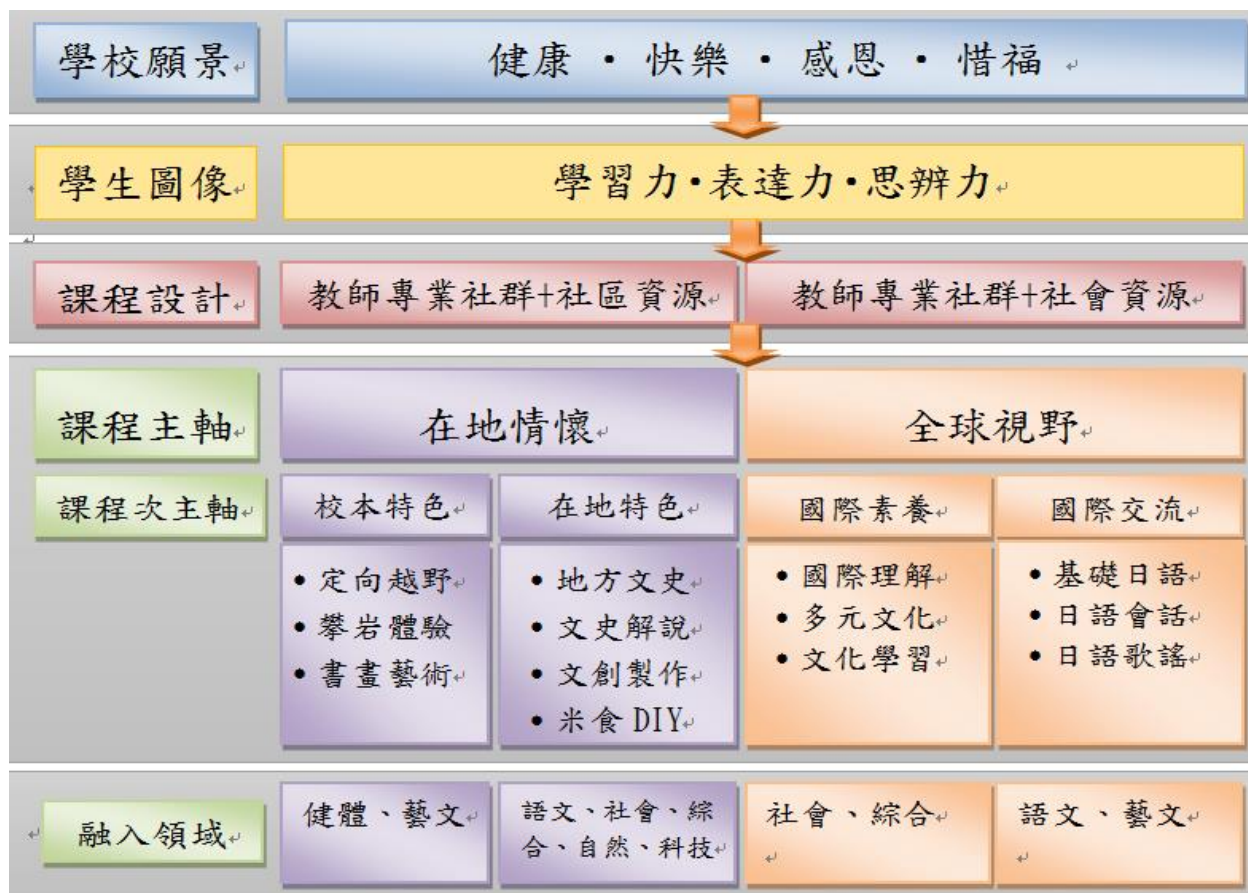 學校願景
健康 • 快樂 • 感恩 • 惜福
學生圖像
學習力•表達力•思辨力
課程設計
教師專業社群+社區資源
教師專業社群+社會資源
課程主軸
在地情懷
全球視野
課程次主軸
校本特色
在地特色
國際素養
國際交流
• 定向越野
• 攀岩體驗
• 書畫藝術
• 地方文史
• 文史解說
• 文創製作
• 米食 DIY
• 國際理解
• 多元文化
• 文化學習
• 基礎日語
• 日語會話
• 日語歌謠
融入領域
健體、藝文
語文、社會、綜
合、自然、科技
社會、綜合
語文、藝文